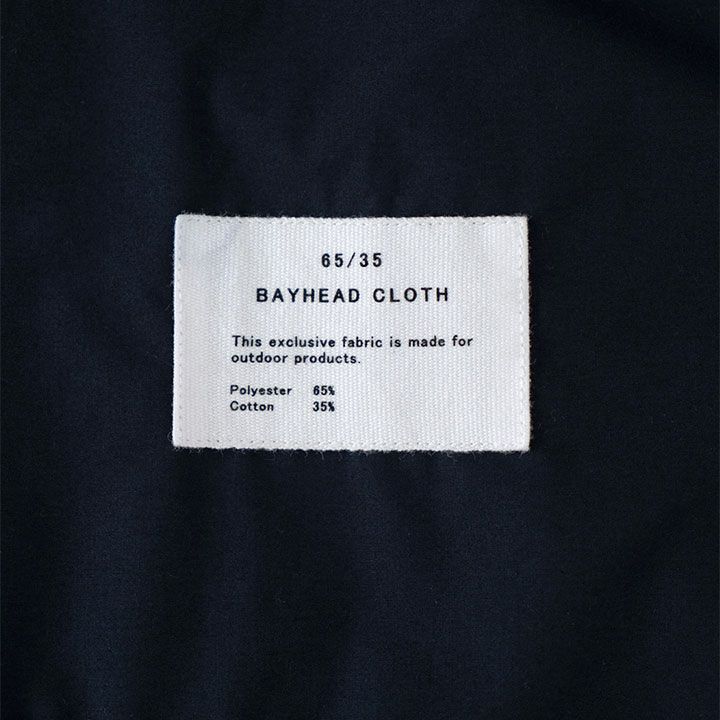 65/35
BAYHEAD CLOTH
This exclusive fabric is made for
outdoor products.
Polyester 65%
Cotton 35%